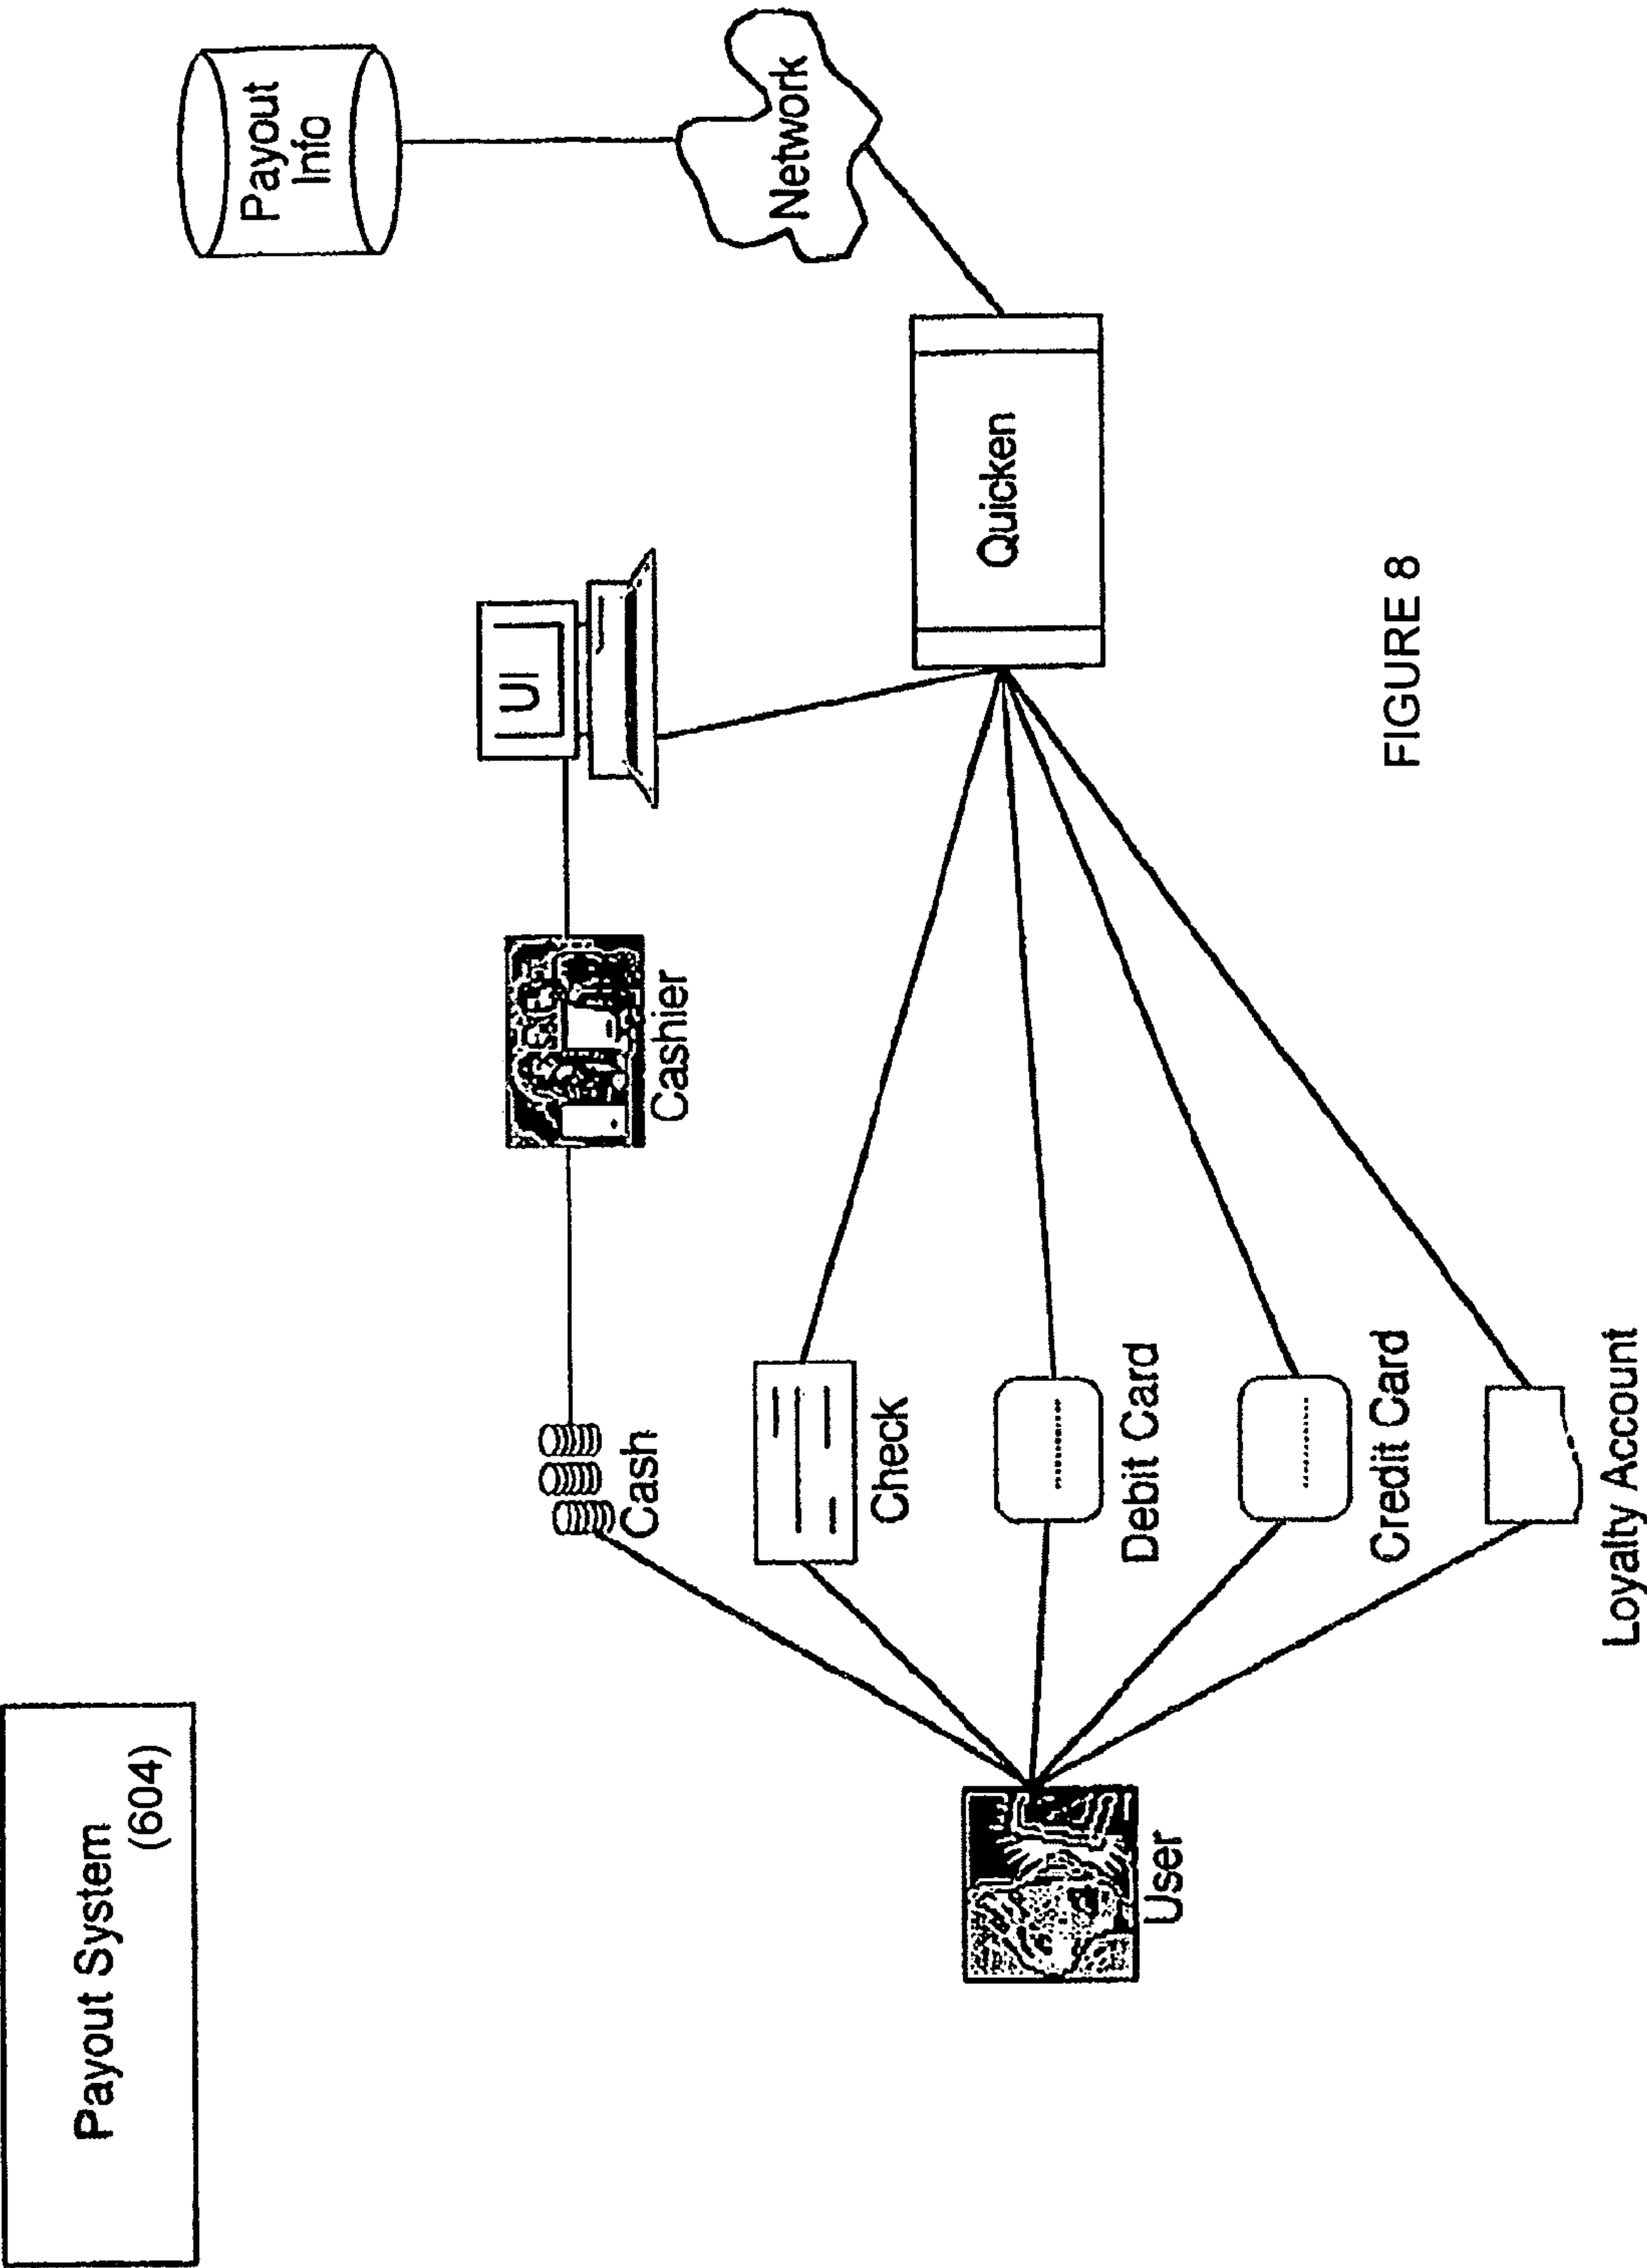 Payout System
(604)
Payout
Info
Network
UI
Cashier
Cash
Quicken
Check
Debit Card
Credit Card
Loyalty Account
User
FIGURE 8